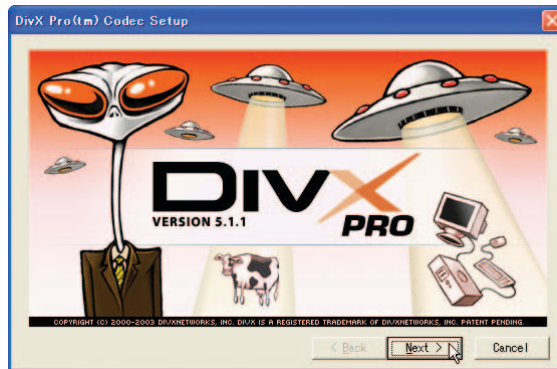 DivX Pro(tm) Codec Setup
DIVX
VERSION 5.1.1
PRO
COPYRIGHT (C) 2000-2003 DIVXNETWORKS, INC. DIVX IS A REGISTERED TRADEMARK OF DIVXNETWORKS, INC. PATENT PENDING.
< Back
Next >
Cancel